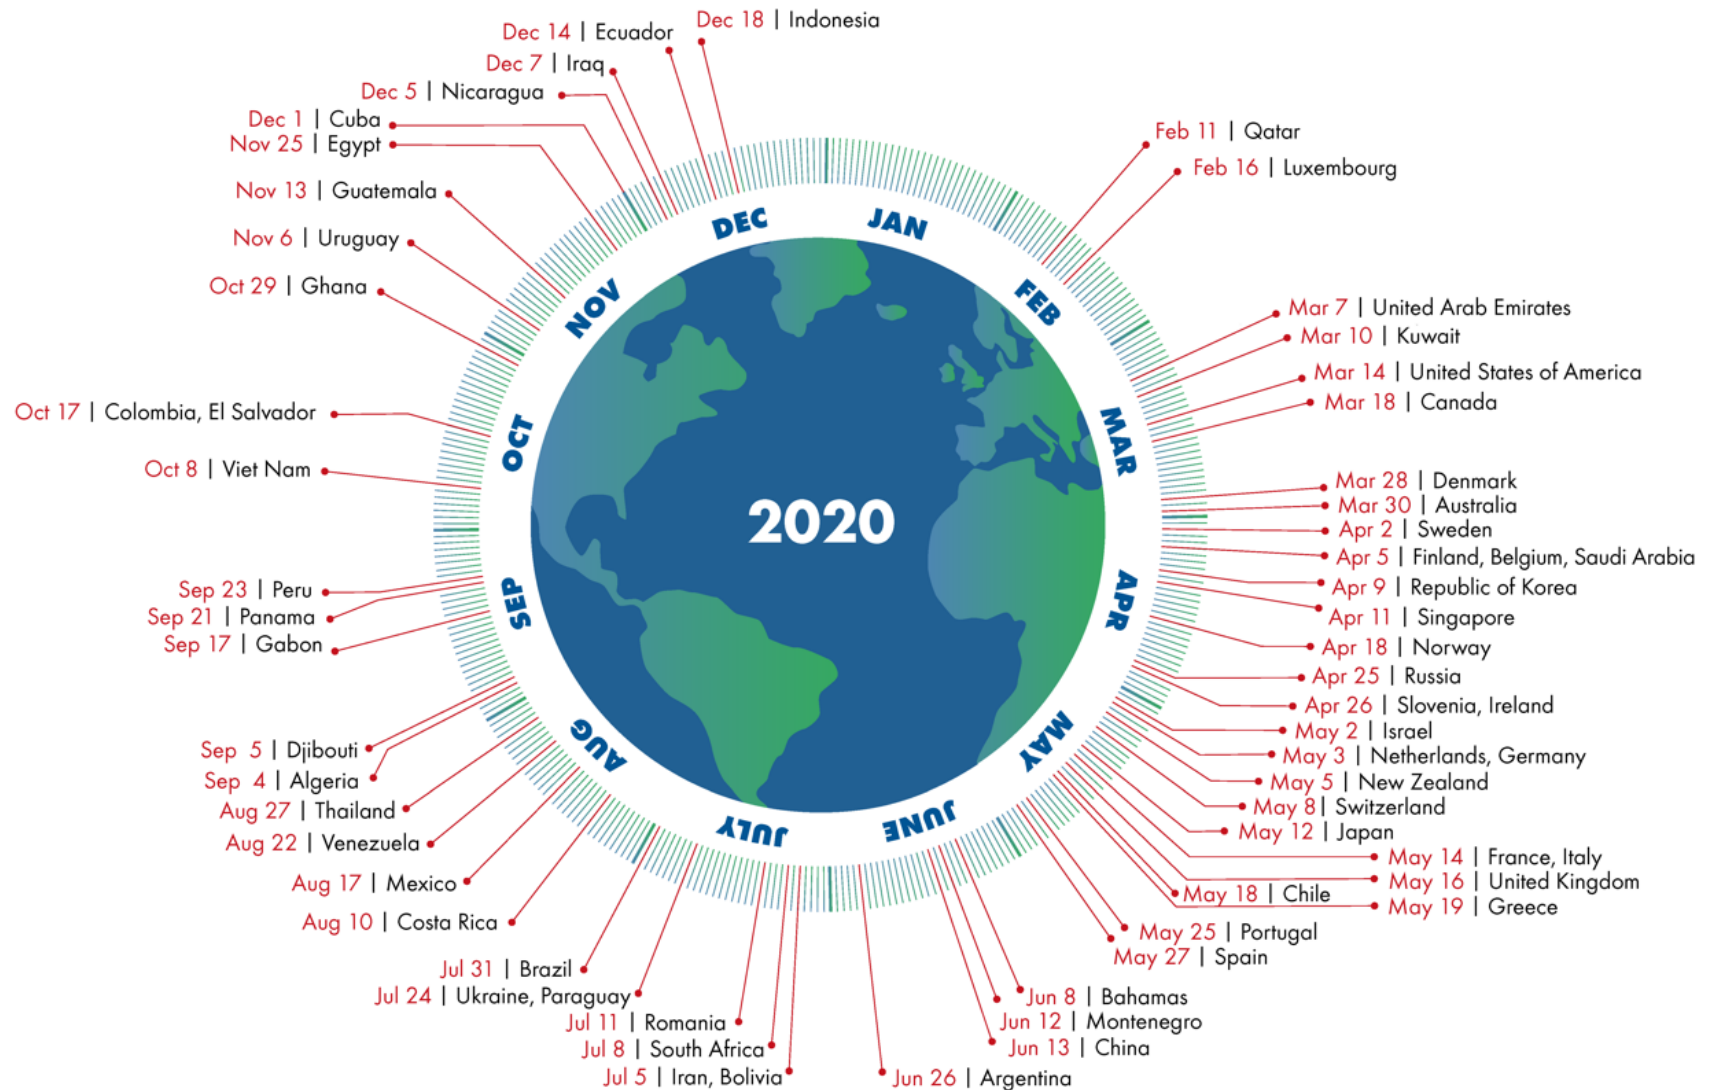 Dec 18 | Indonesia
Dec 14 | Ecuador
Dec 7 | Iraq
Dec 5 | Nicaragua
Dec 1 | Cuba
Nov 25 | Egypt
Nov 13 | Guatemala
Nov 6 | Uruguay
Oct 29 | Ghana
Oct 17 | Colombia, El Salvador
Oct 8 | Viet Nam
Sep 23 | Peru
Sep 21 | Panama
Sep 17 | Gabon
Sep 5 | Djibouti
Sep 4 | Algeria
Aug 27 | Thailand
Aug 22 | Venezuela
Aug 17 | Mexico
Aug 10 | Costa Rica
Jul 31 | Brazil
Jul 24 | Ukraine, Paraguay
Jul 11 | Romania
Jul 8 | South Africa
Jul 5 | Iran, Bolivia
Feb 11 | Qatar
Feb 16 | Luxembourg
Mar 7 | United Arab Emirates
Mar 10 | Kuwait
Mar 14 | United States of America
Mar 18 | Canada
Mar 28 | Denmark
Mar 30 | Australia
Apr 2 | Sweden
Apr 5 | Finland, Belgium, Saudi Arabia
Apr 9 | Republic of Korea
Apr 11 | Singapore
Apr 18 | Norway
Apr 25 | Russia
Apr 26 | Slovenia, Ireland
May 2 | Israel
May 3 | Netherlands, Germany
May 5 | New Zealand
May 8 | Switzerland
May 12 | Japan
May 14 | France, Italy
May 16 | United Kingdom
May 18 | Chile
May 19 | Greece
May 25 | Portugal
May 27 | Spain
Jun 8 | Bahamas
Jun 12 | Montenegro
Jun 13 | China
Jun 26 | Argentina
JAN
FEB
MAR
APR
MAY
JUNE
JULY
AUG
SEP
OCT
NOV
DEC
2020